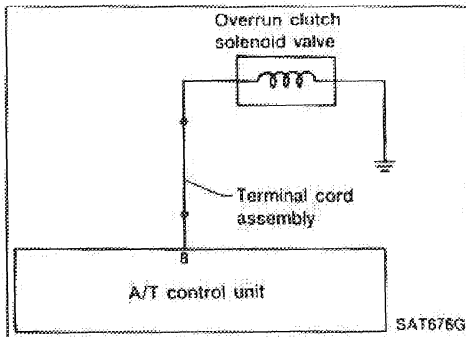 Overrun clutch
solenoid valve
Terminal cord
assembly
8
A/T control unit
SAT676G